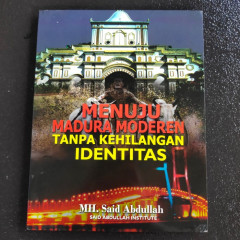 MENUJU
MADURA MODEREN
TANPA KEHILANGAN
IDENTITAS
MH. Said Abdullah
SAID ABDULLAH INSTITUTE